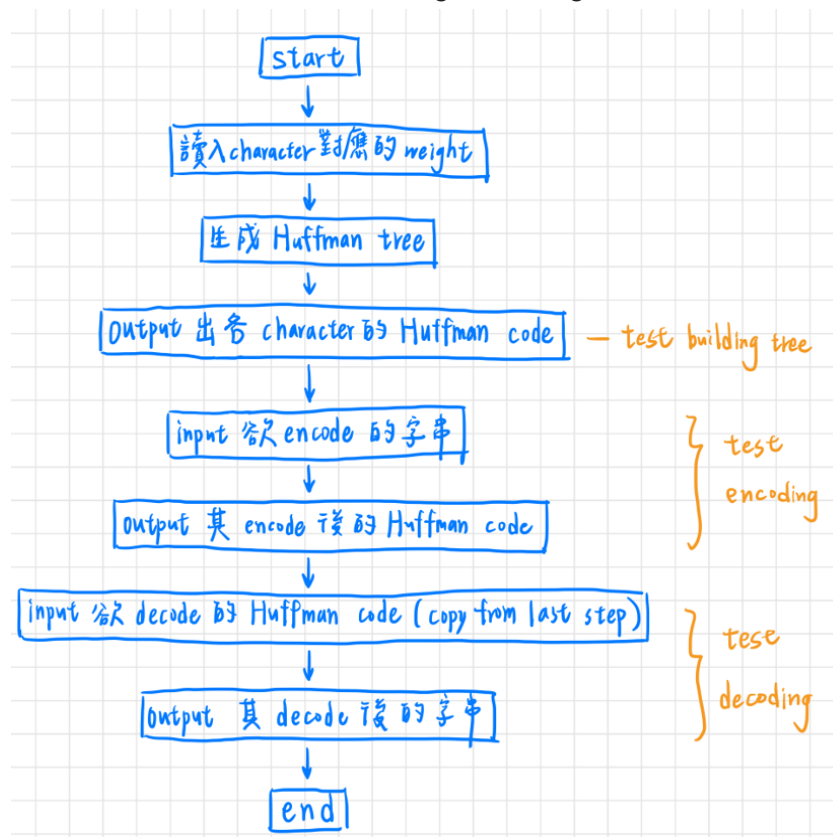 start
讀入character對應的weight
生成 Huffman tree
output 出各 character的 Huffman code
— test building tree
input 欲encode 的字串
test
encoding
output 其 encode 後的 Huffman code
input 欲 decode 的 Huffman code (copy from last step)
test
decoding
output 其 decode 後的字串
end